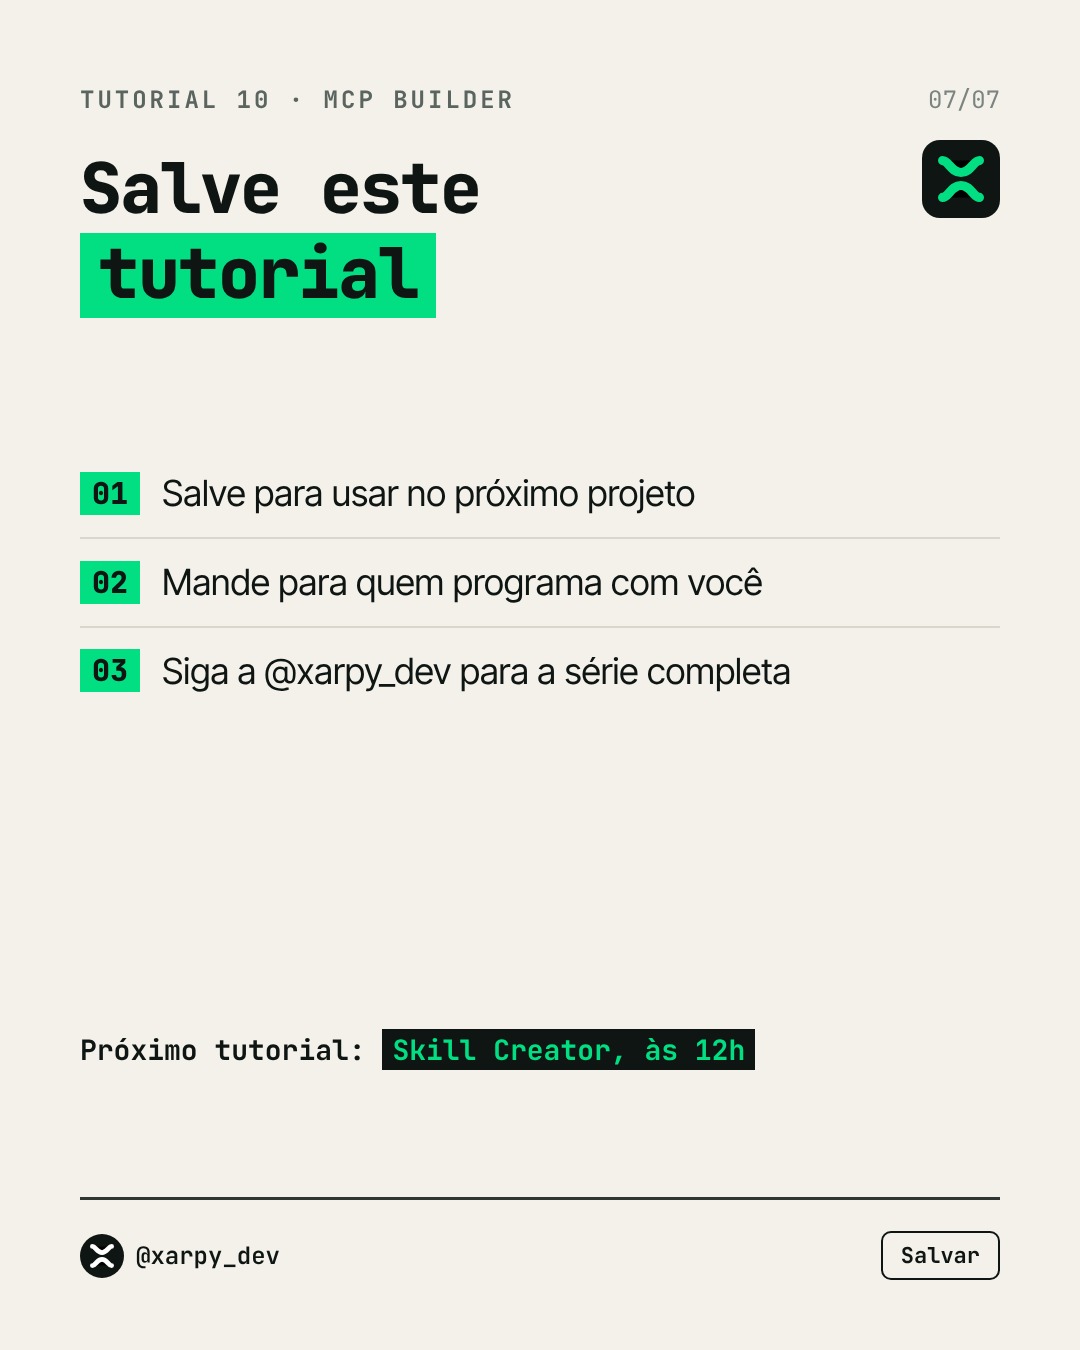 TUTORIAL 10 · MCP BUILDER
07/07
Salve este
tutorial
01 Salve para usar no próximo projeto
02 Mande para quem programa com você
03 Siga a @xarpy_dev para a série completa
Próximo tutorial: Skill Creator, às 12h
@xarpy_dev
Salvar